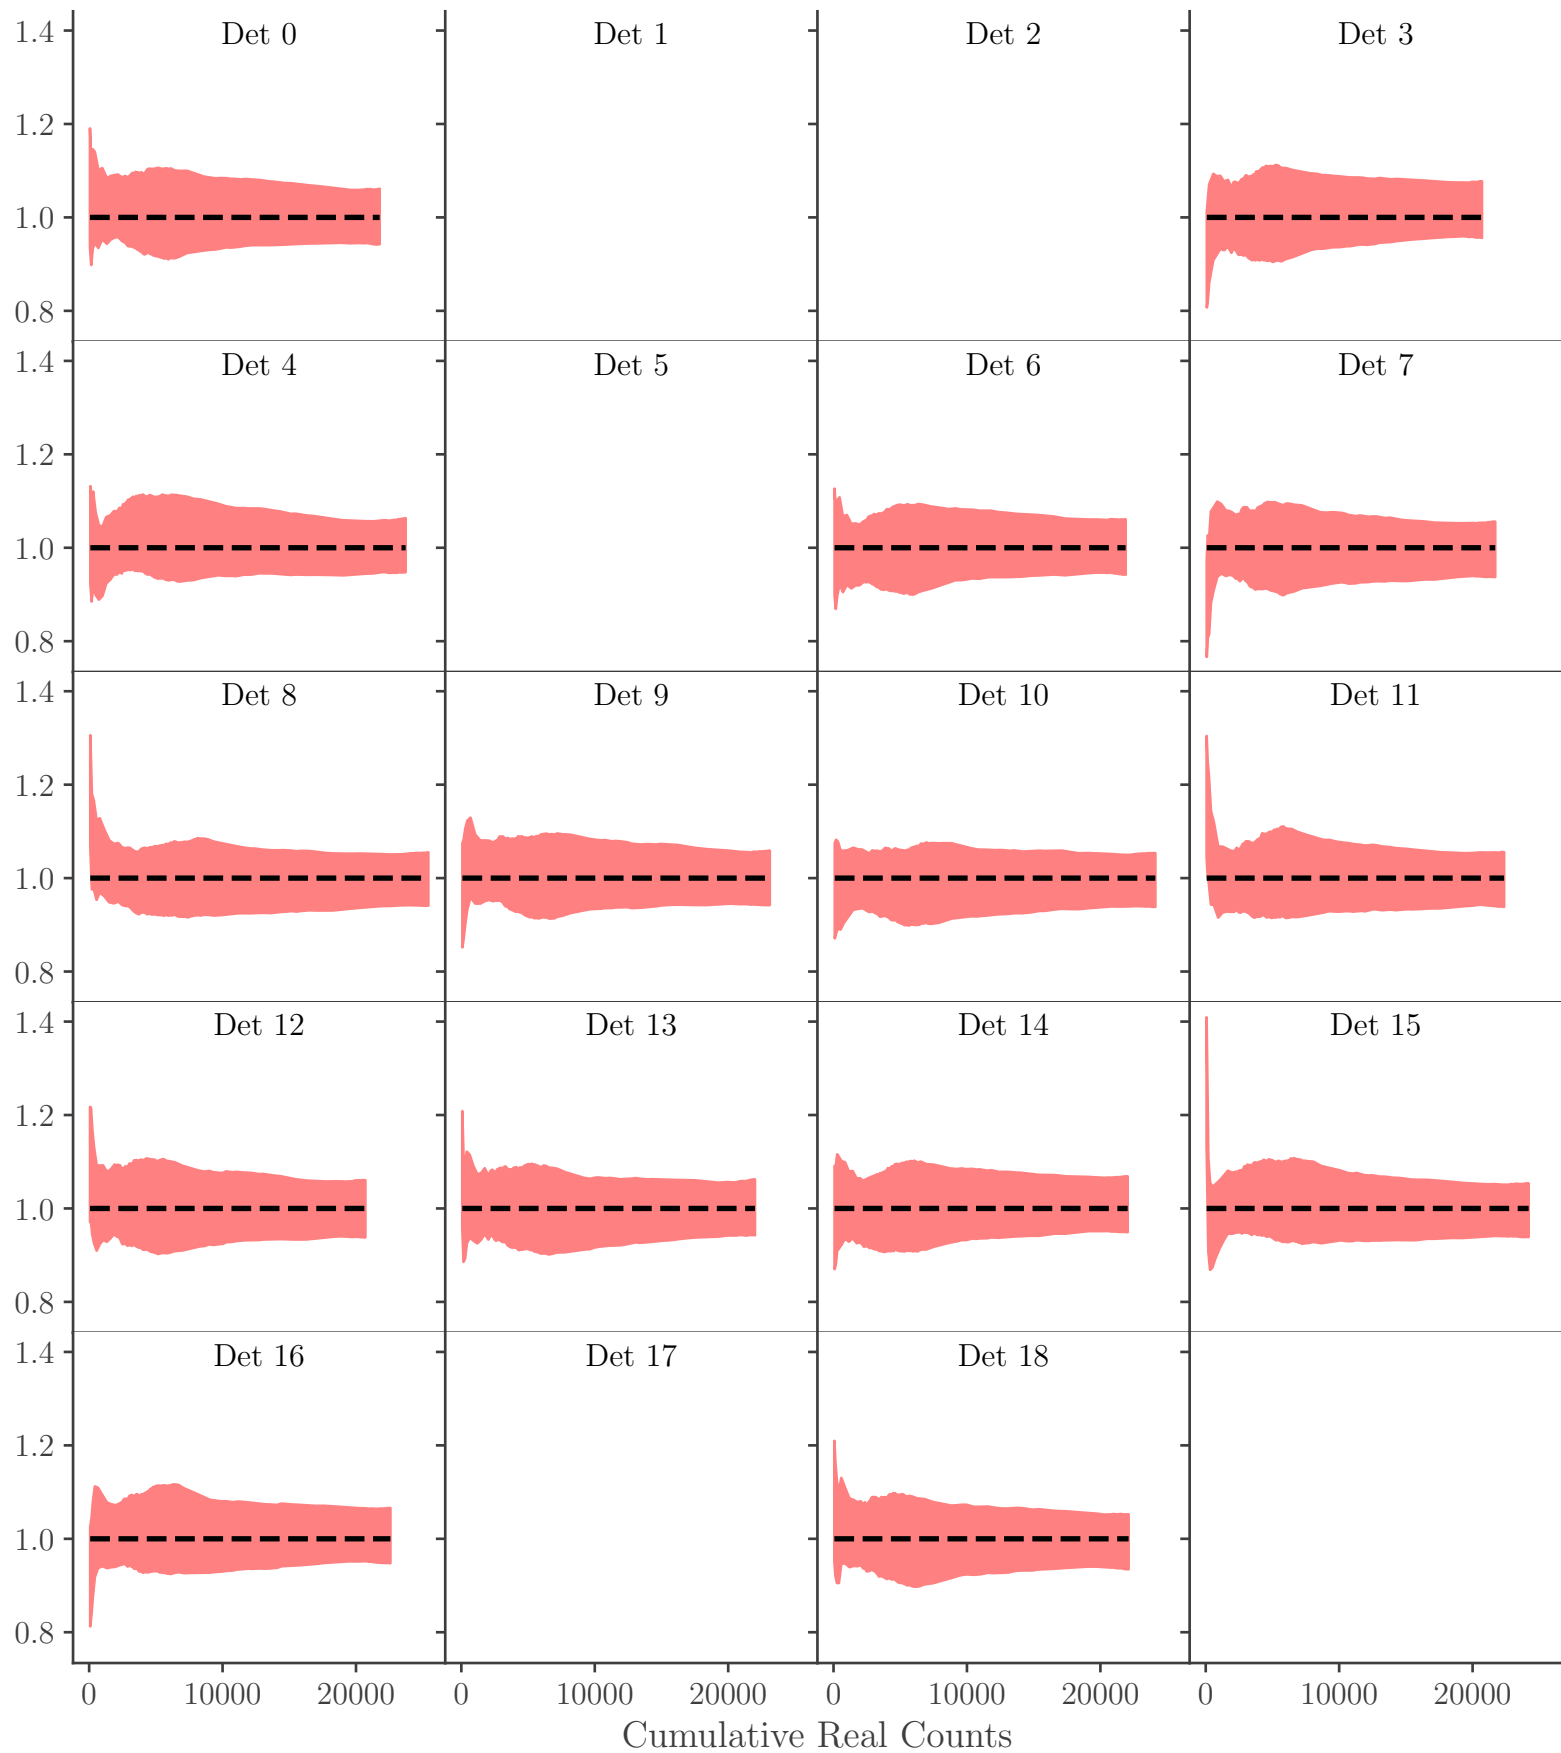 1.4 Det 0 Det 1 Det 2 Det 3
1.2
1.0
0.8
1.4 Det 4 Det 5 Det 6 Det 7
1.2
1.0
0.8
1.4 Det 8 Det 9 Det 10 Det 11
1.2
1.0
0.8
1.4 Det 12 Det 13 Det 14 Det 15
1.2
1.0
0.8
1.4 Det 16 Det 17 Det 18
1.2
1.0
0.8
0 10000 20000 0 10000 20000 0 10000 20000 0 10000 20000
Cumulative Real Counts